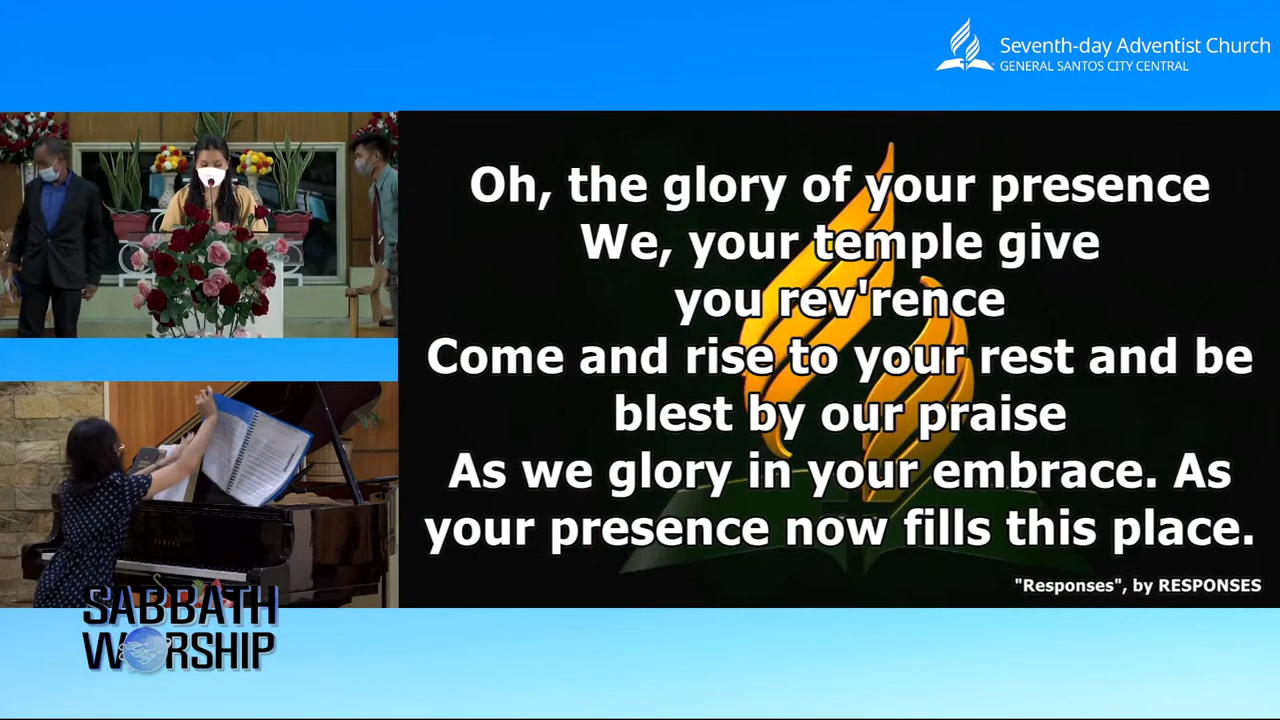 Seventh-day Adventist Church
GENERAL SANTOS CITY CENTRAL
Oh, the glory of your presence
We, your temple give
you rev'rence
Come and rise to your rest and be
blest by our praise
As we glory in your embrace. As
your presence now fills this place.
"Responses", by RESPONSES
SABBATH
WORSHIP